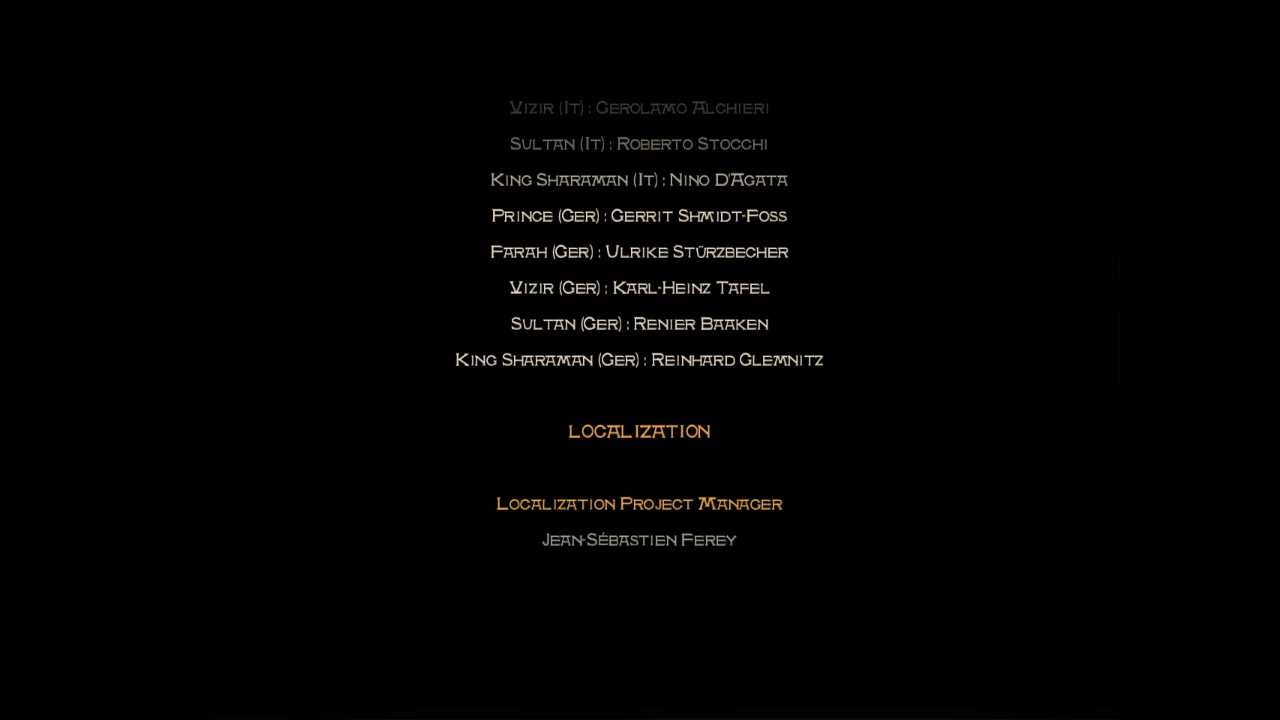 Vizir (It) : Gerolamo Alchieri
Sultan (It) : Roberto Stocchi
King Sharaman (It) : Nino D'Agata
Prince (Ger) : Gerrit Shmidt-Foss
Farah (Ger) : Ulrike Stürzbecher
Vizir (Ger) : Karl-Heinz Tafel
Sultan (Ger) : Renier Baaken
King Sharaman (Ger) : Reinhard Glemnitz
LOCALIZATION
Localization Project Manager
Jean-Sébastien Ferey